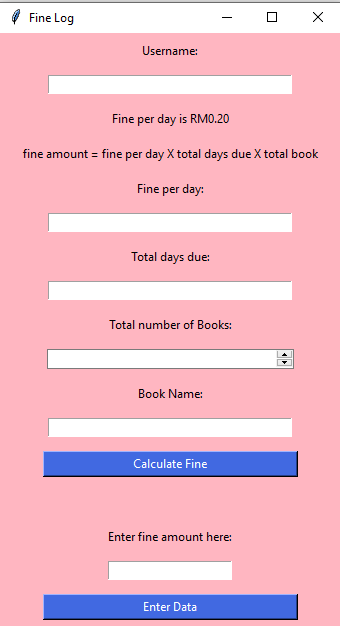 Fine Log
Username:
Fine per day is RM0.20
fine amount = fine per day X total days due X total book
Fine per day:
Total days due:
Total number of Books:
Book Name:
Calculate Fine
Enter fine amount here:
Enter Data